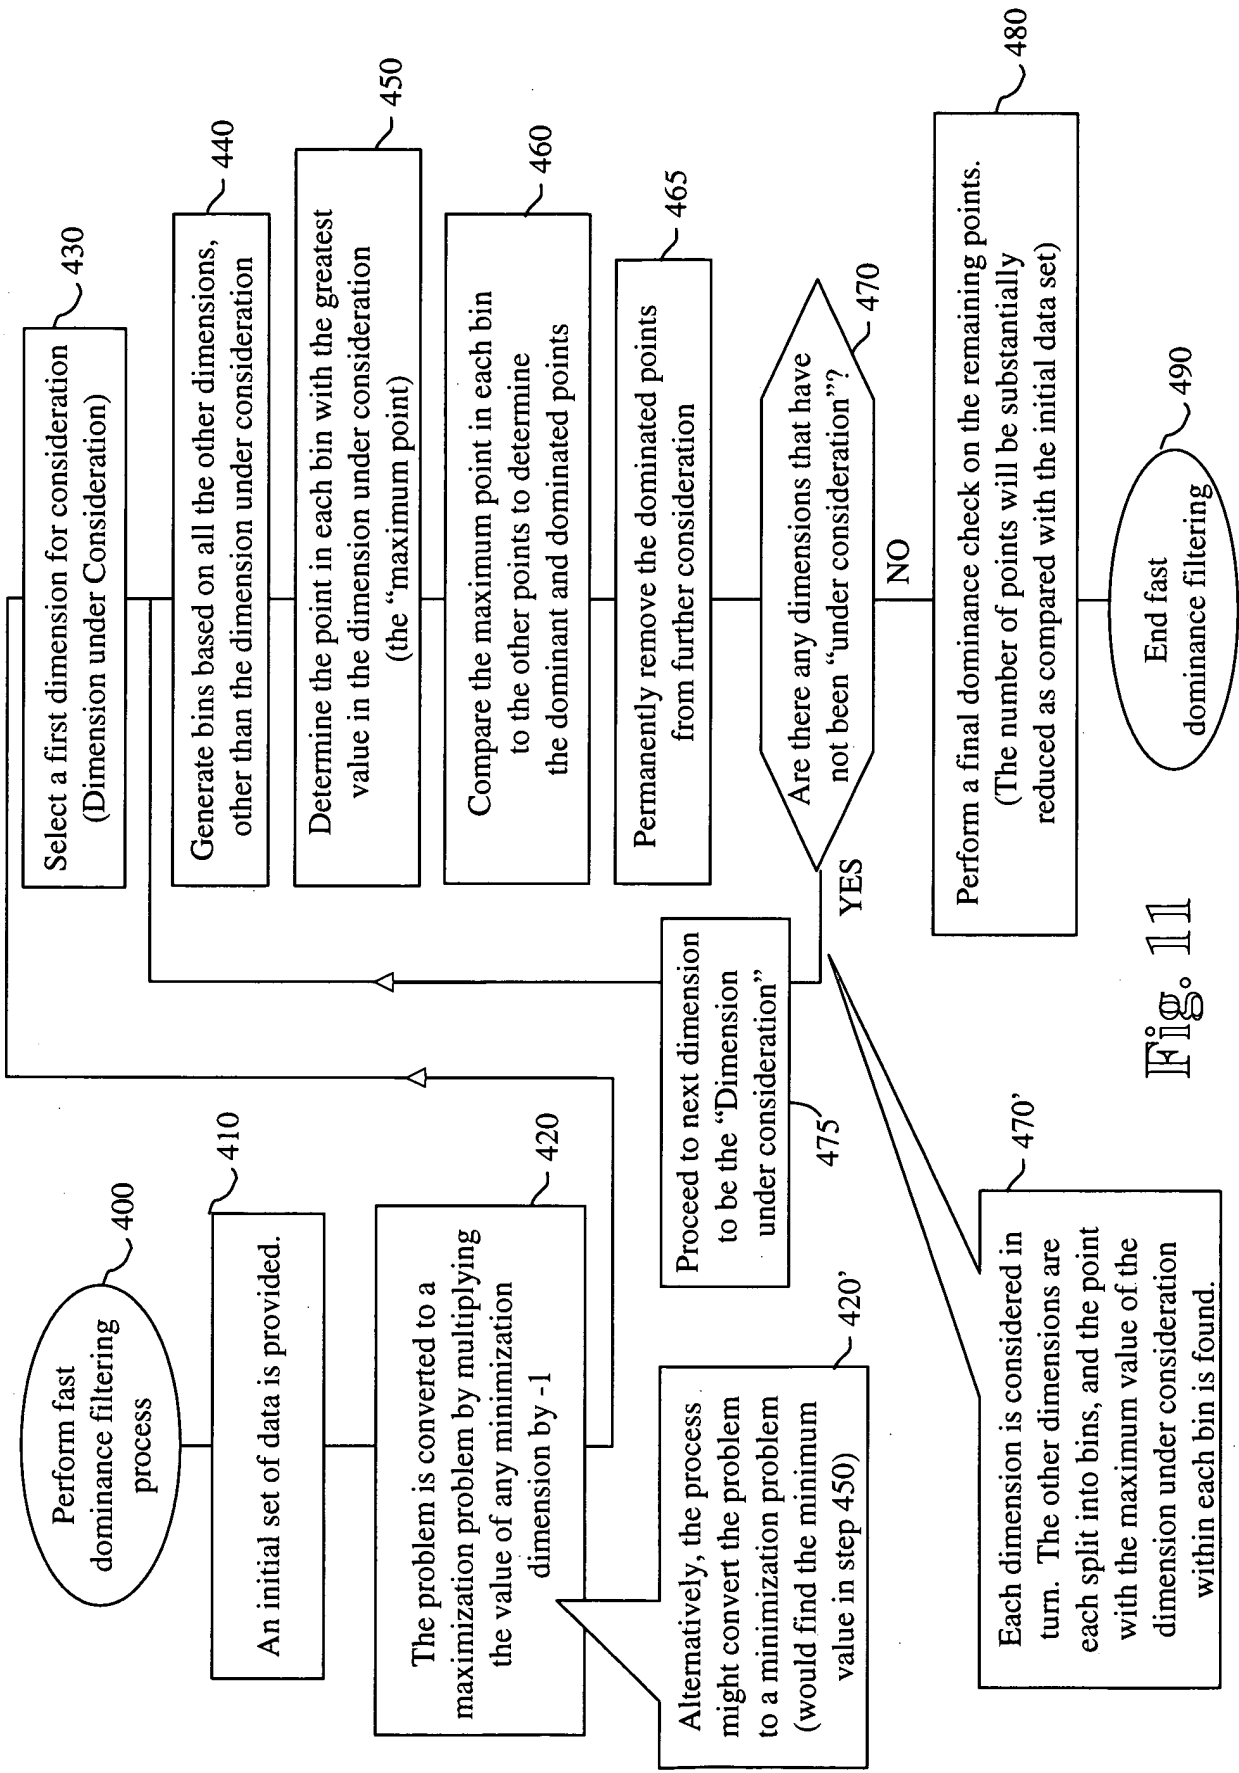 Perform fast
dominance filtering
process
400
An initial set of data is provided.
410
The problem is converted to a
maximization problem by multiplying
the value of any minimization
dimension by -1
420
Alternatively, the process
might convert the problem
to a minimization problem
(would find the minimum
value in step 450)
420’
Select a first dimension for consideration
(Dimension under Consideration)
430
Generate bins based on all the other dimensions,
other than the dimension under consideration
440
Determine the point in each bin with the greatest
value in the dimension under consideration
(the “maximum point)
450
Compare the maximum point in each bin
to the other points to determine
the dominant and dominated points
460
Permanently remove the dominated points
from further consideration
465
Are there any dimensions that have
not been “under consideration”?
470
YES
NO
Proceed to next dimension
to be the “Dimension
under consideration”
475
Each dimension is considered in
turn. The other dimensions are
each split into bins, and the point
with the maximum value of the
dimension under consideration
within each bin is found.
470’
Perform a final dominance check on the remaining points.
(The number of points will be substantially
reduced as compared with the initial data set)
480
End fast
dominance filtering
490
Fig. 11